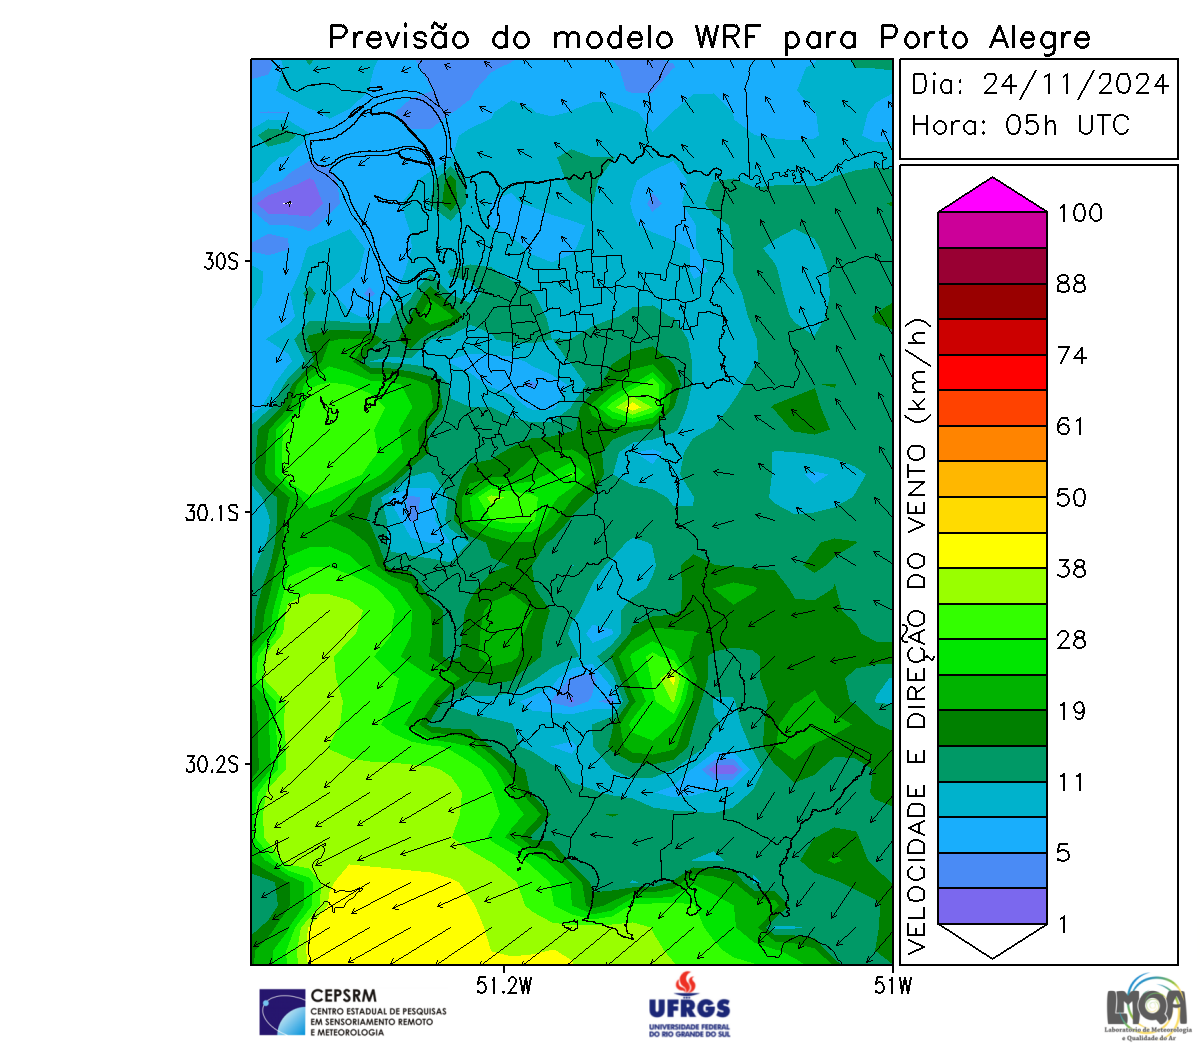 Previsão do modelo WRF para Porto Alegre
Dia: 24/11/2024
Hora: 05h UTC
30S
30.1S
30.2S
51.2W
51W
VELOCIDADE E DIREÇÃO DO VENTO (km/h)
100
88
74
61
50
38
28
19
11
5
1
CEPSRM
CENTRO ESTADUAL DE PESQUISAS
EM SENSORIAMENTO REMOTO
E METEOROLOGIA
UFRGS
UNIVERSIDADE FEDERAL
DO RIO GRANDE DO SUL
LMQA
Laboratório de Meteorologia
e Qualidade do Ar